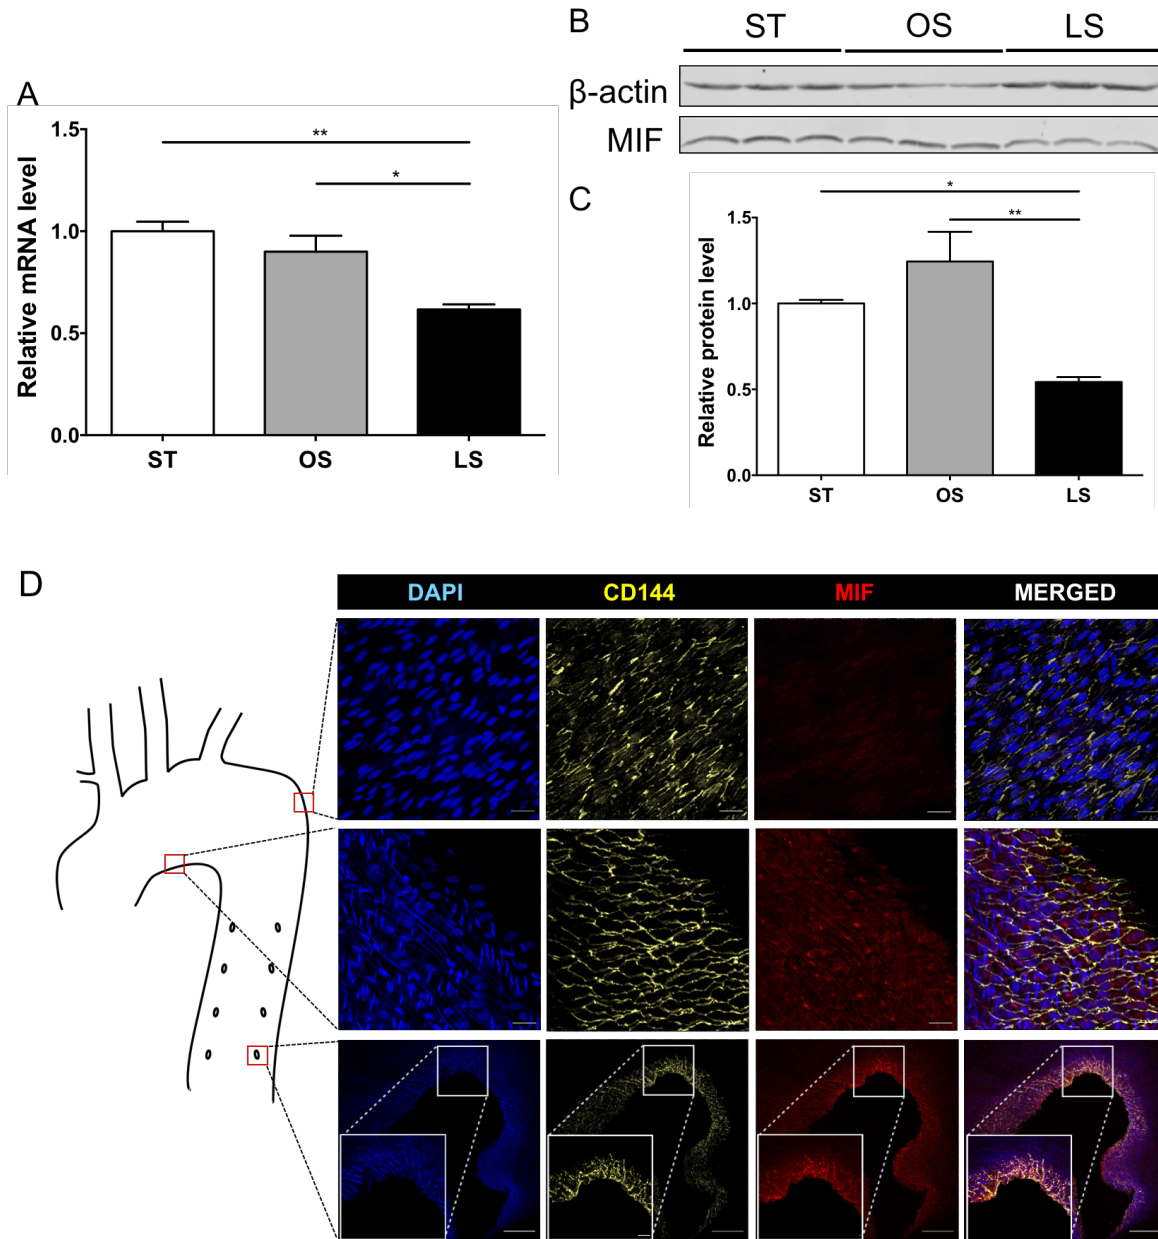 A
1.5
1.0
0.5
0.0
Relative mRNA level
**
*
ST
OS
LS
B
ST OS LS
β-actin
MIF
C
1.5
1.0
0.5
0.0
Relative protein level
*
**
ST
OS
LS
D
DAPI CD144 MIF MERGED